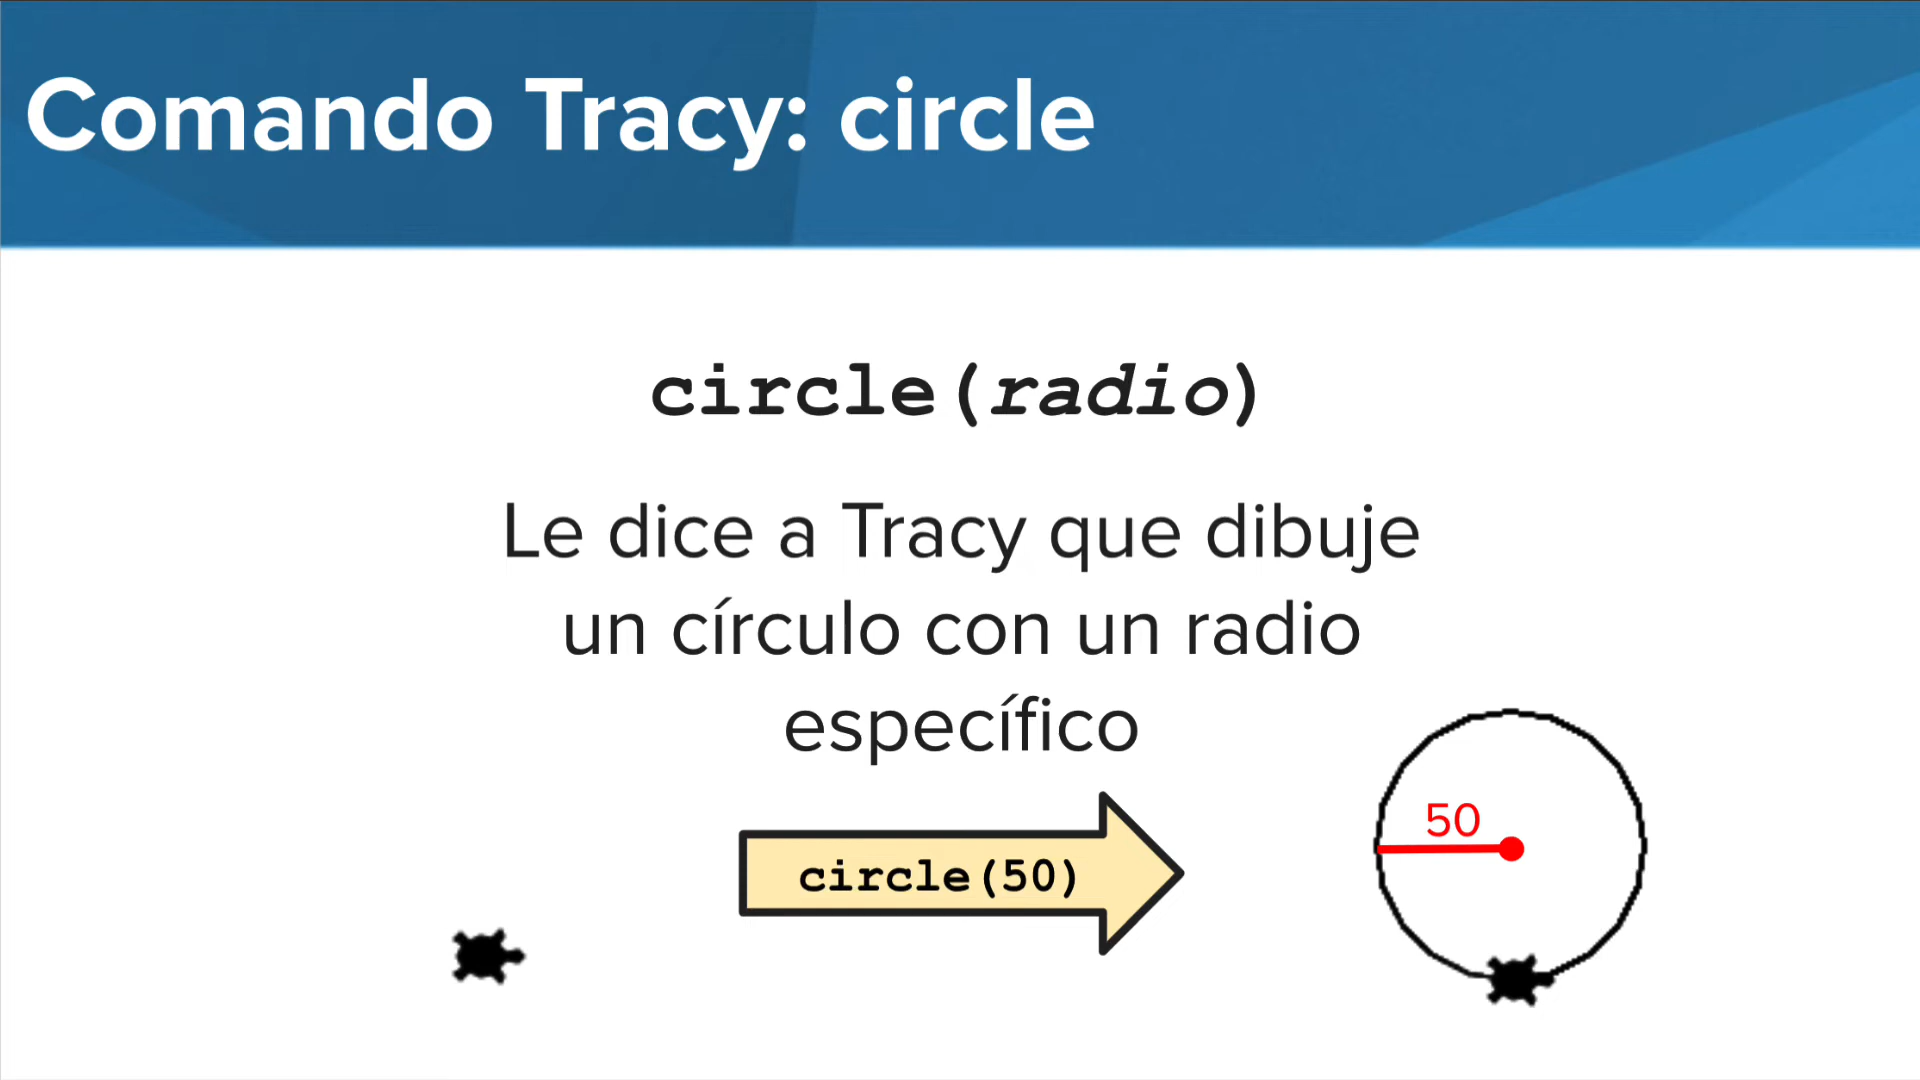 Comando Tracy: circle
circle(radio)
Le dice a Tracy que dibuje
un círculo con un radio
específico
50
circle(50)